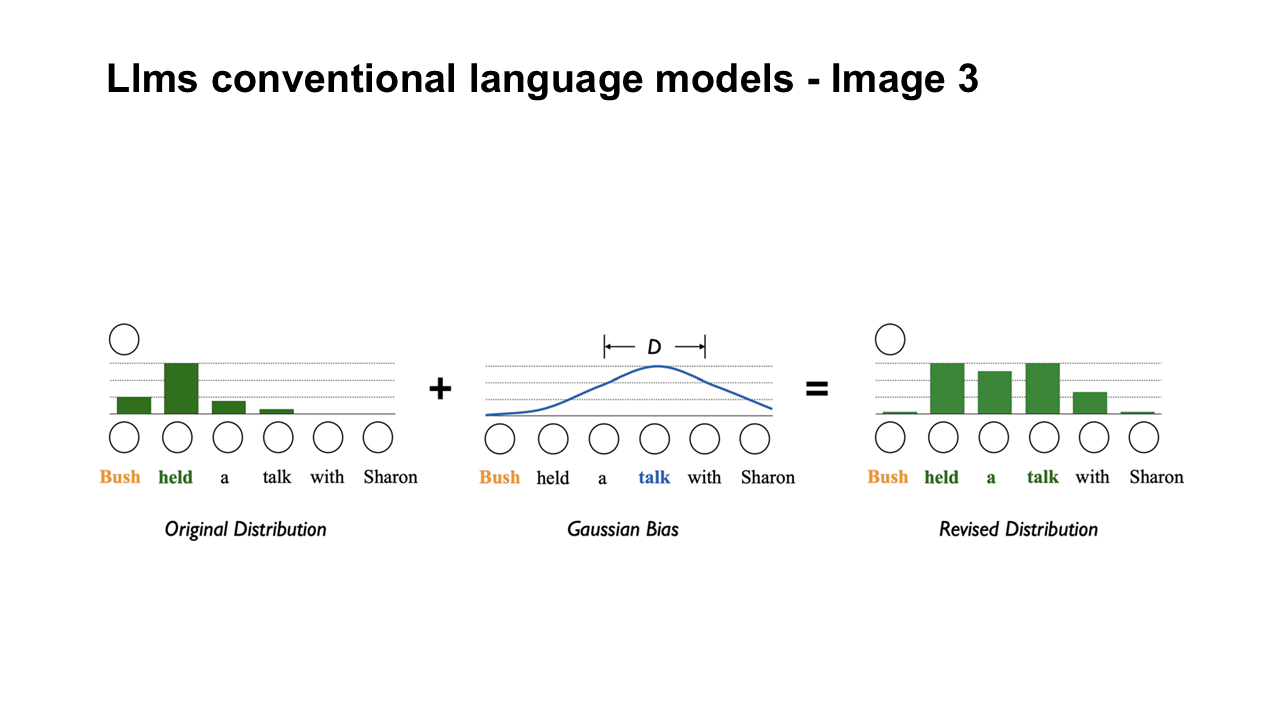 Llms conventional language models - Image 3
D
+
=
Bush held a talk with Sharon
Bush held a talk with Sharon
Bush held a talk with Sharon
Original Distribution
Gaussian Bias
Revised Distribution